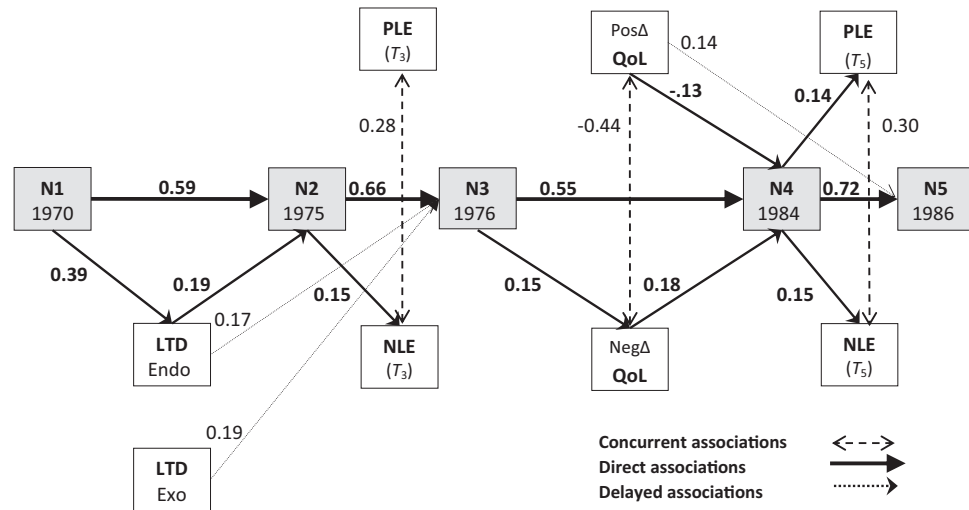 PLE
(T3)
PosΔ
QoL
0.14
PLE
(T5)
-.13
0.14
0.28
-0.44
0.30
N1
1970
0.59
N2
1975
0.66
N3
1976
0.55
N4
1984
0.72
N5
1986
0.39
0.19
0.15
0.15
0.18
0.15
0.17
LTD
Endo
NLE
(T3)
NegΔ
QoL
NLE
(T5)
0.19
LTD
Exo
Concurrent associations
Direct associations
Delayed associations